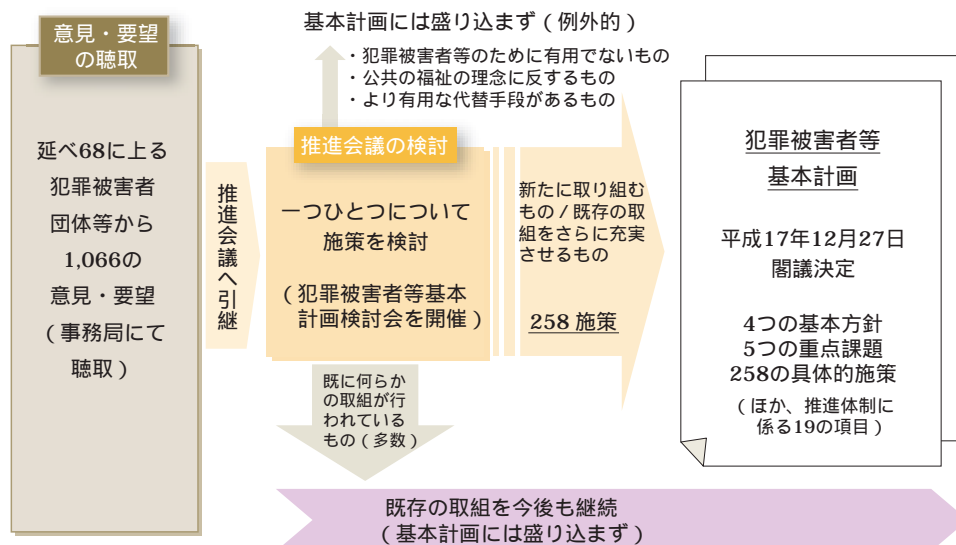 意見・要望
の聴取
延べ68に上る
犯罪被害者
団体等から
1,066の
意見・要望
(事務局にて
聴取)
推進会議へ引継
基本計画には盛り込まず(例外的)
・犯罪被害者等のために有用でないもの
・公共の福祉の理念に反するもの
・より有用な代替手段があるもの
推進会議の検討
一つひとつについて
施策を検討
(犯罪被害者等基本
計画検討会を開催)
既に何らか
の取組が行
われている
もの(多数)
新たに取り組む
もの/既存の取
組をさらに充実
させるもの
258 施策
犯罪被害者等
基本計画
平成17年12月27日
閣議決定
4つの基本方針
5つの重点課題
258の具体的施策
(ほか、推進体制に
係る19の項目)
既存の取組を今後も継続
(基本計画には盛り込まず)